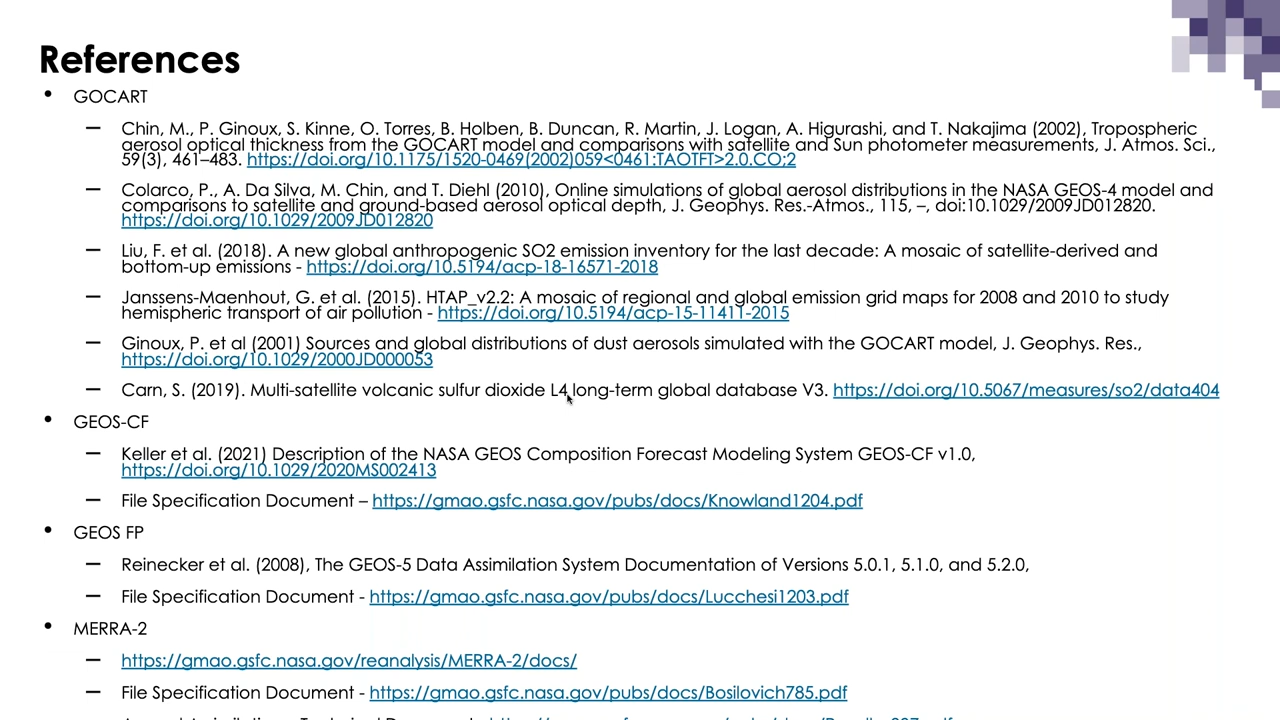 References
• GOCART
– Chin, M., P. Ginoux, S. Kinne, O. Torres, B. Holben, B. Duncan, R. Martin, J. Logan, A. Higurashi, and T. Nakajima (2002), Tropospheric
aerosol optical thickness from the GOCART model and comparisons with satellite and Sun photometer measurements, J. Atmos. Sci.,
59(3), 461–483. https://doi.org/10.1175/1520-0469(2002)059<0461:TAOTFT>2.0.CO;2
– Colarco, P., A. Da Silva, M. Chin, and T. Diehl (2010), Online simulations of global aerosol distributions in the NASA GEOS-4 model and
comparisons to satellite and ground-based aerosol optical depth, J. Geophys. Res.-Atmos., 115, –, doi:10.1029/2009JD012820.
https://doi.org/10.1029/2009JD012820
– Liu, F. et al. (2018). A new global anthropogenic SO2 emission inventory for the last decade: A mosaic of satellite-derived and
bottom-up emissions - https://doi.org/10.5194/acp-18-16571-2018
– Janssens-Maenhout, G. et al. (2015). HTAP_v2.2: A mosaic of regional and global emission grid maps for 2008 and 2010 to study
hemispheric transport of air pollution - https://doi.org/10.5194/acp-15-11411-2015
– Ginoux, P. et al (2001) Sources and global distributions of dust aerosols simulated with the GOCART model, J. Geophys. Res.,
https://doi.org/10.1029/2000JD000053
– Carn, S. (2019). Multi-satellite volcanic sulfur dioxide L4 long-term global database V3. https://doi.org/10.5067/measures/so2/data404
• GEOS-CF
– Keller et al. (2021) Description of the NASA GEOS Composition Forecast Modeling System GEOS-CF v1.0,
https://doi.org/10.1029/2020MS002413
– File Specification Document – https://gmao.gsfc.nasa.gov/pubs/docs/Knowland1204.pdf
• GEOS FP
– Reinecker et al. (2008), The GEOS-5 Data Assimilation System Documentation of Versions 5.0.1, 5.1.0, and 5.2.0,
– File Specification Document - https://gmao.gsfc.nasa.gov/pubs/docs/Lucchesi1203.pdf
• MERRA-2
– https://gmao.gsfc.nasa.gov/reanalysis/MERRA-2/docs/
– File Specification Document - https://gmao.gsfc.nasa.gov/pubs/docs/Bosilovich785.pdf